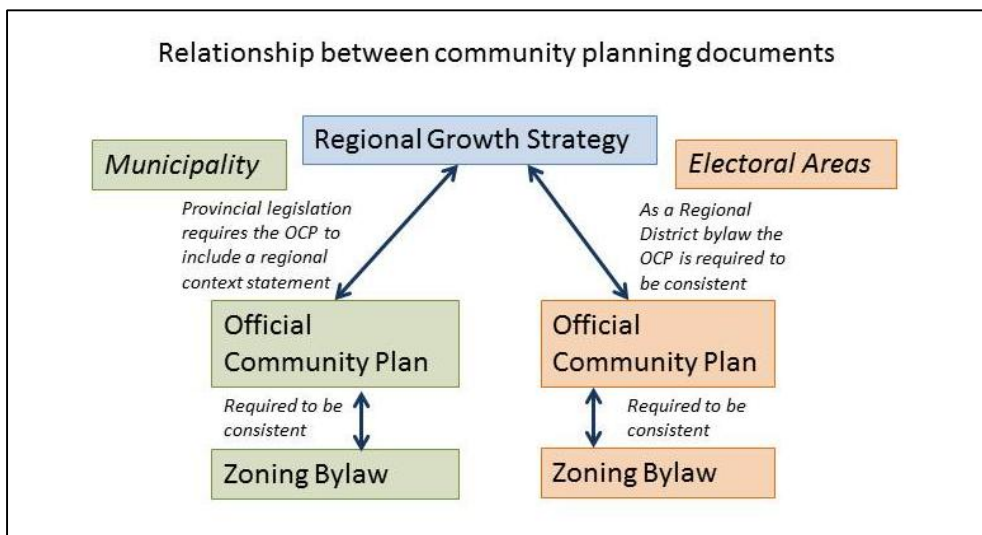 Relationship between community planning documents
Regional Growth Strategy
Municipality
Electoral Areas
Provincial legislation
requires the OCP to
include a regional
context statement
As a Regional
District bylaw the
OCP is required to
be consistent
Official
Community Plan
Official
Community Plan
Required to be
consistent
Required to be
consistent
Zoning Bylaw
Zoning Bylaw